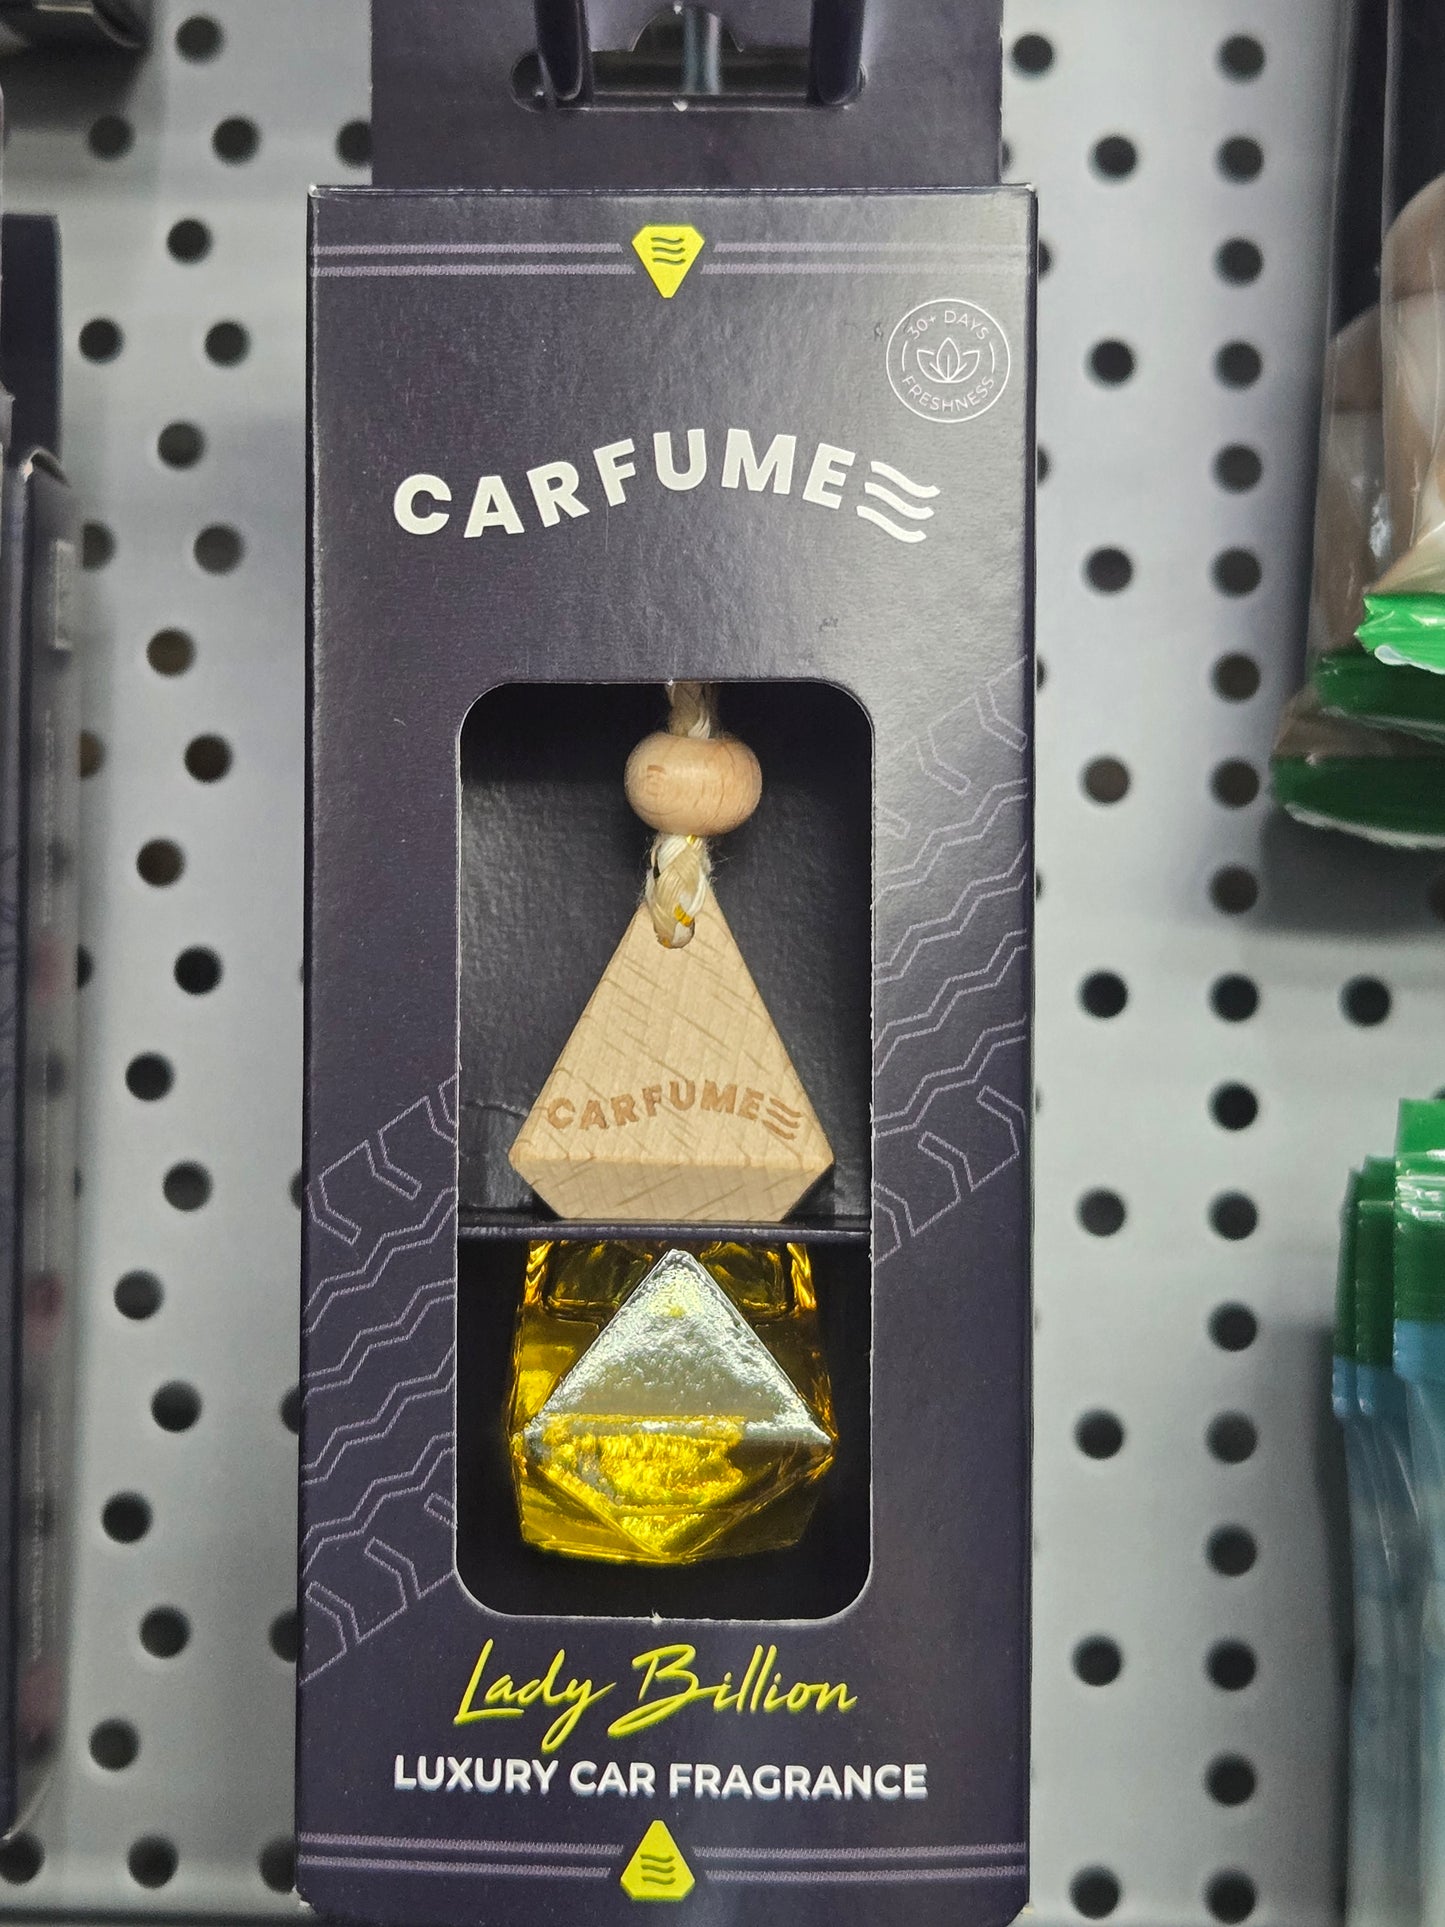 30+ DAYS
FRESHNESS
CARFUME
CARFUME
Lady Billion
LUXURY CAR FRAGRANCE